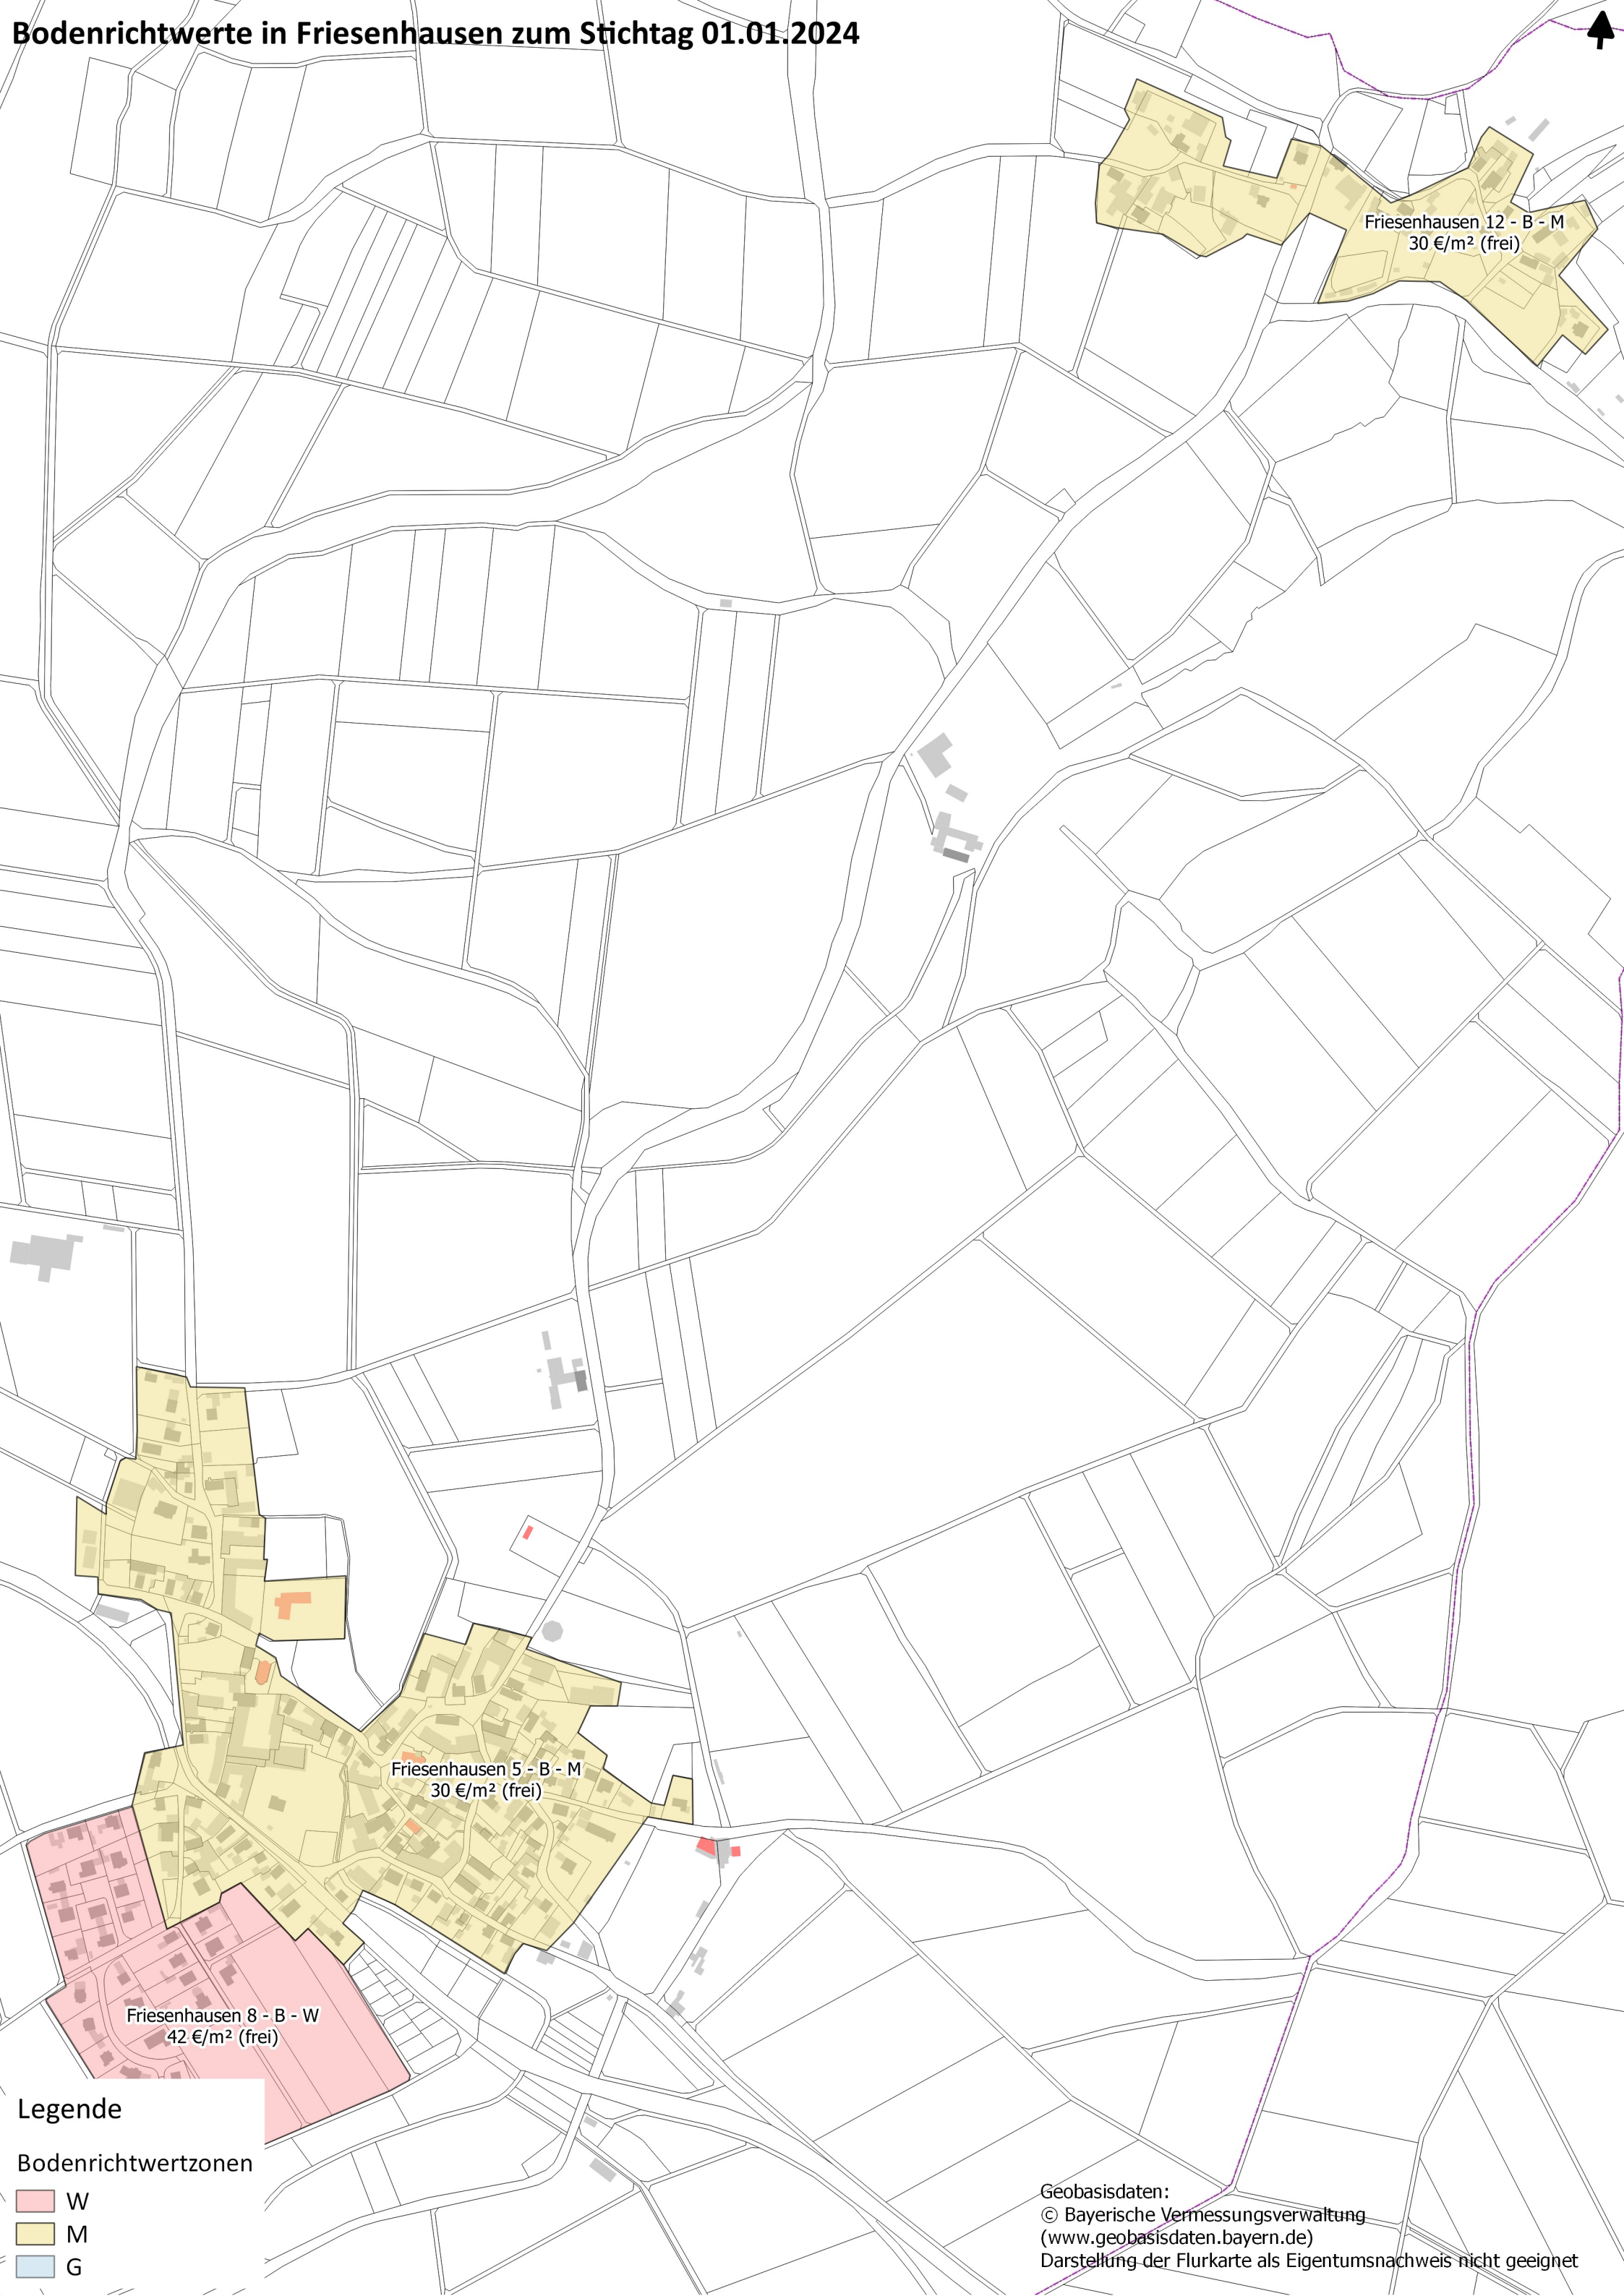 Bodenrichtwerte in Friesenhausen zum Stichtag 01.01.2024
Friesenhausen 12 - B - M
30 €/m² (frei)
Friesenhausen 5 - B - M
30 €/m² (frei)
Friesenhausen 8 - B - W
42 €/m² (frei)
Legende
Bodenrichtwertzonen
W
M
G
Geobasisdaten:
© Bayerische Vermessungsverwaltung
(www.geobasisdaten.bayern.de)
Darstellung der Flurkarte als Eigentumsnachweis nicht geeignet